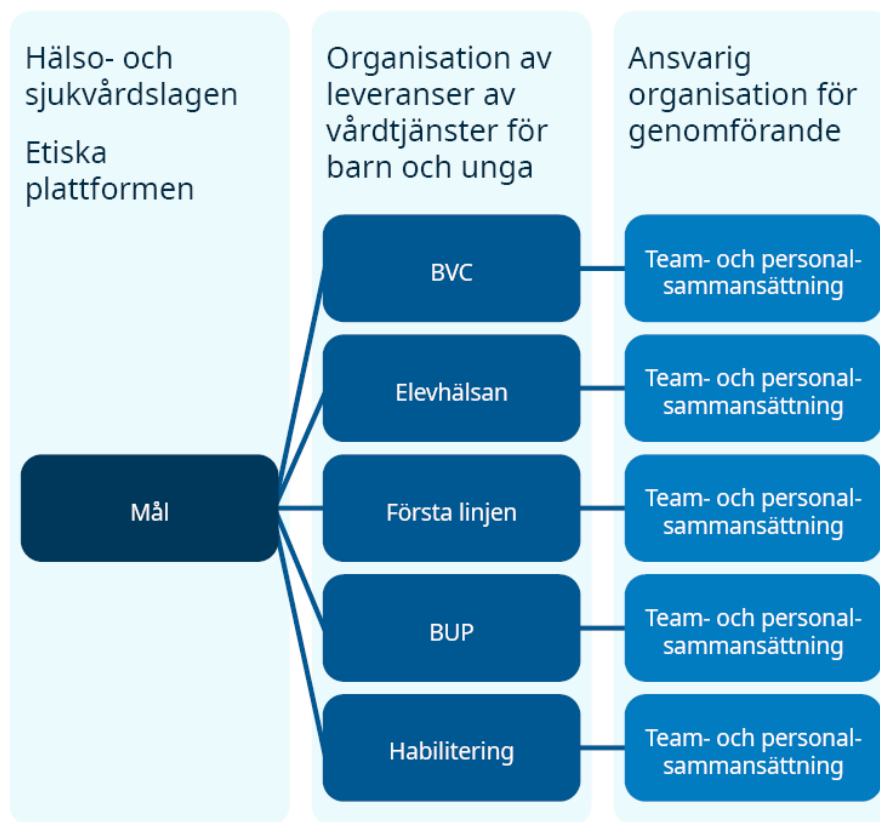 Hälso- och
sjukvårdslagen
Etiska
plattformen
Organisation av
leveranser av
vårdtjänster för
barn och unga
Ansvarig
organisation för
genomförande
Mål
BVC
Elevhälsan
Första linjen
BUP
Habilitering
Team- och personal-
sammansättning
Team- och personal-
sammansättning
Team- och personal-
sammansättning
Team- och personal-
sammansättning
Team- och personal-
sammansättning